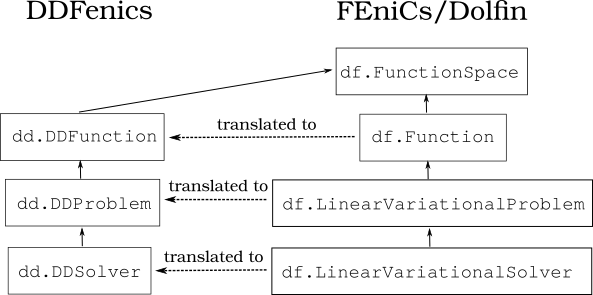 DDFenics
FEniCs/Dolfin
df.FunctionSpace
translated to
dd.DDFunction
df.Function
translated to
dd.DDProblem
df.LinearVariationalProblem
translated to
dd.DDSolver
df.LinearVariationalSolver